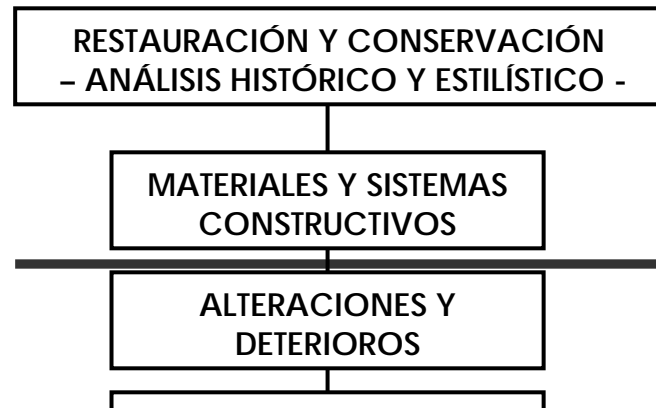 RESTAURACIÓN Y CONSERVACIÓN
– ANÁLISIS HISTÓRICO Y ESTILÍSTICO -
MATERIALES Y SISTEMAS
CONSTRUCTIVOS
ALTERACIONES Y
DETERIOROS